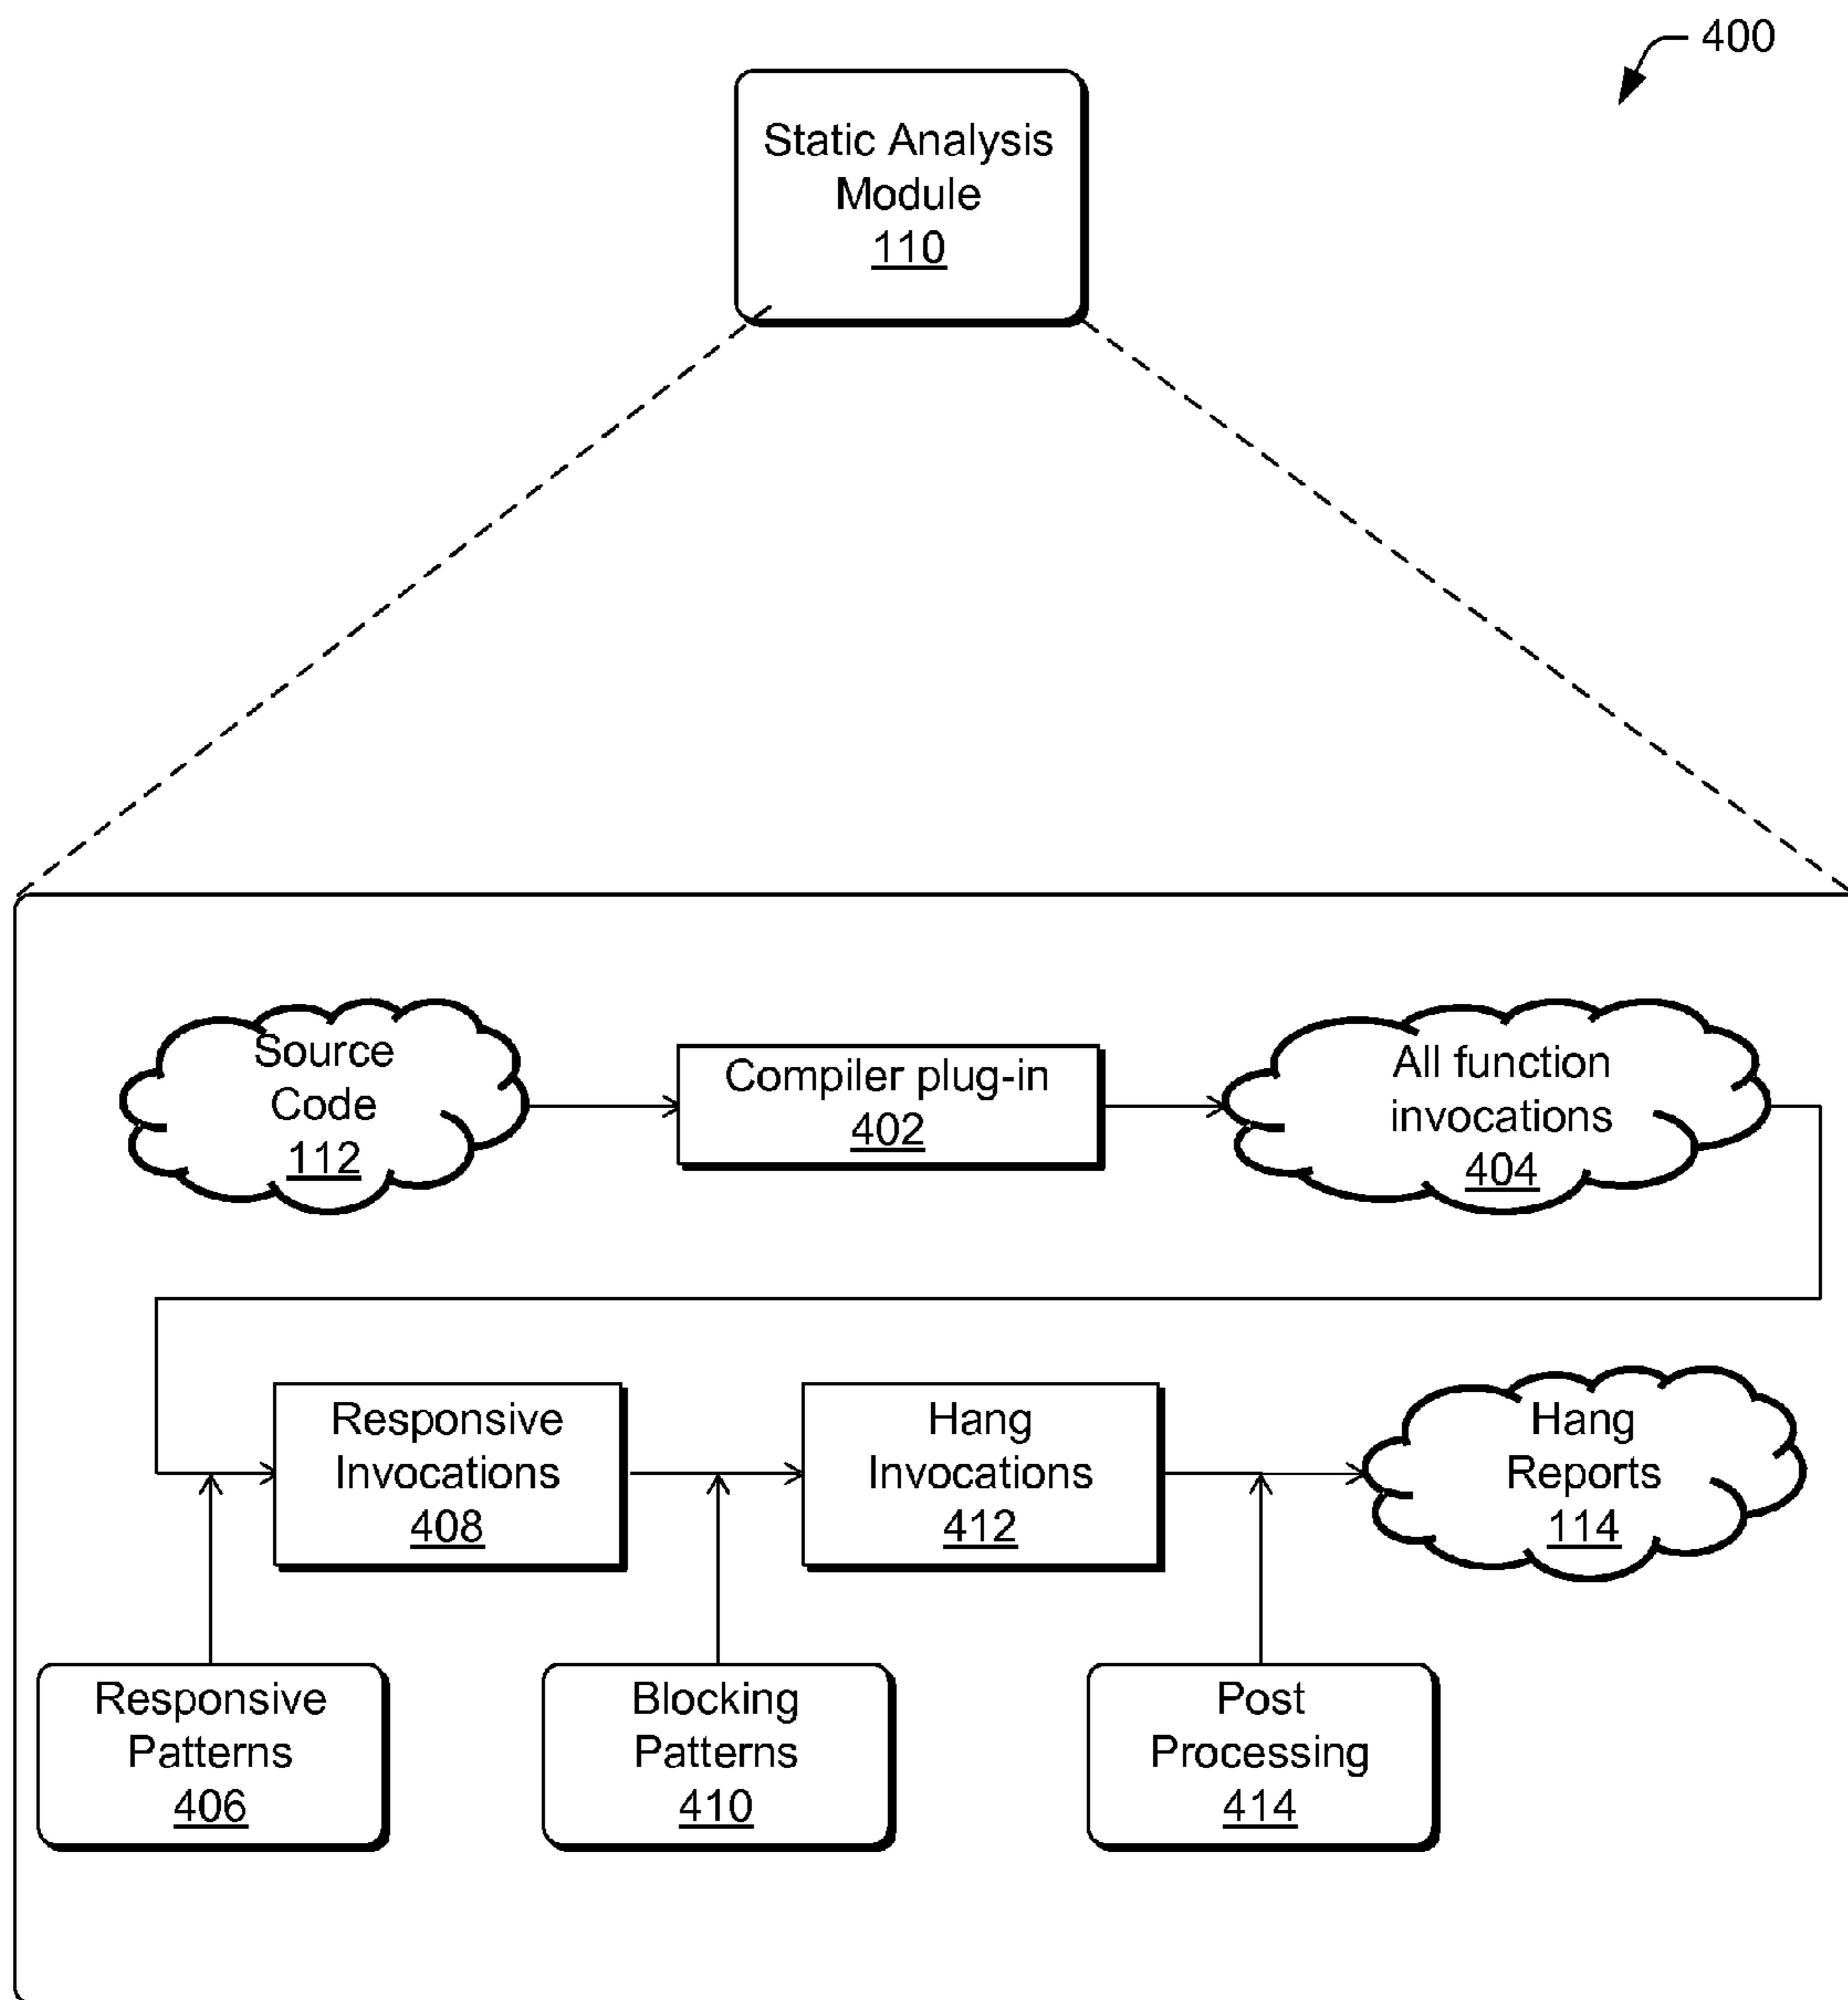 400
Static Analysis
Module
110
Source
Code
112
Compiler plug-in
402
All function
invocations
404
Responsive
Invocations
408
Hang
Invocations
412
Hang
Reports
114
Responsive
Patterns
406
Blocking
Patterns
410
Post
Processing
414